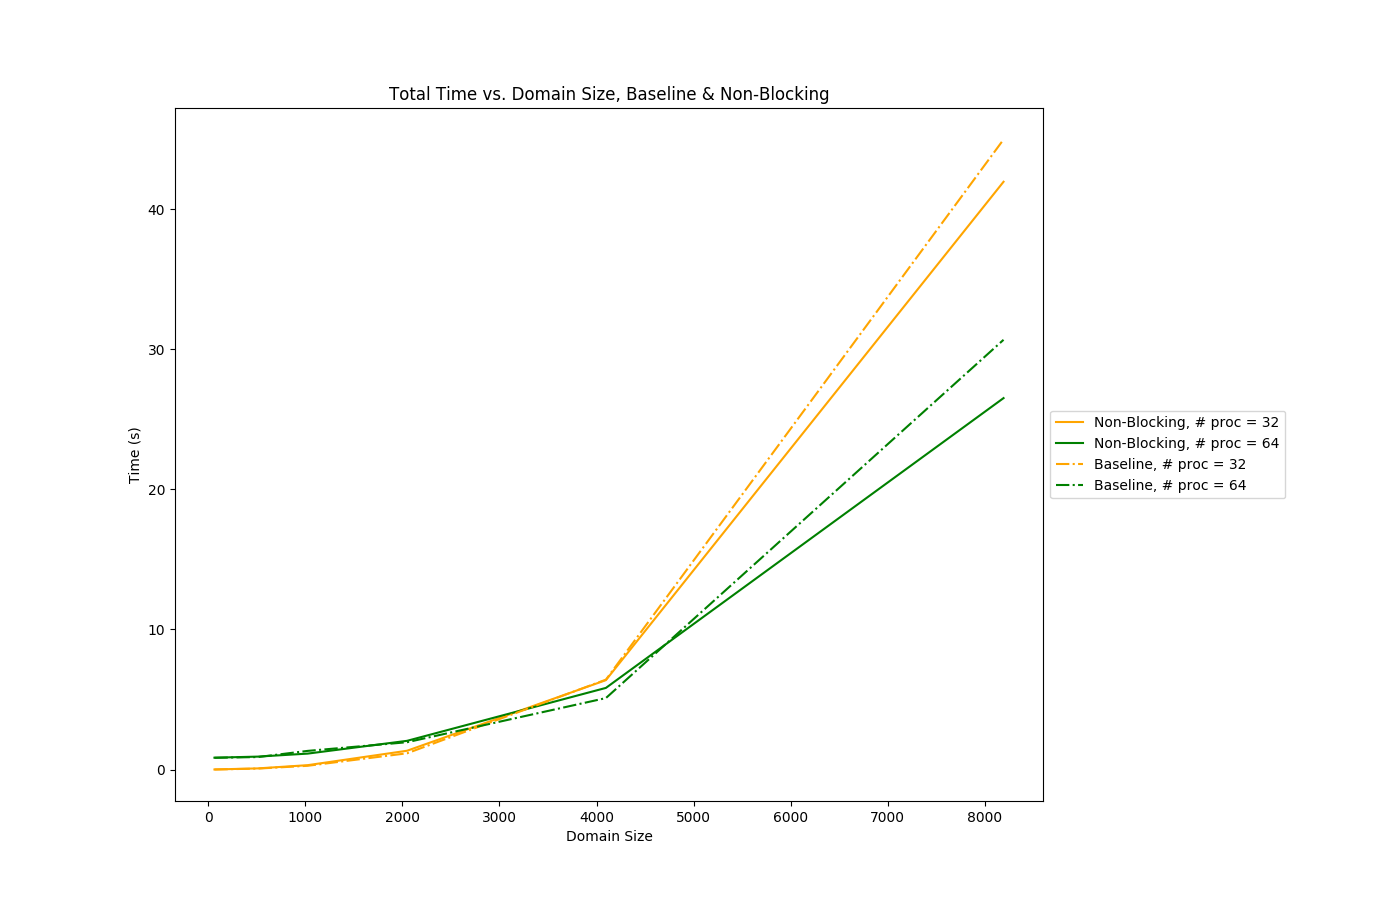 Total Time vs. Domain Size, Baseline & Non-Blocking
40
30
20
10
0
Time (s)
0 1000 2000 3000 4000 5000 6000 7000 8000
Domain Size
Non-Blocking, # proc = 32
Non-Blocking, # proc = 64
Baseline, # proc = 32
Baseline, # proc = 64